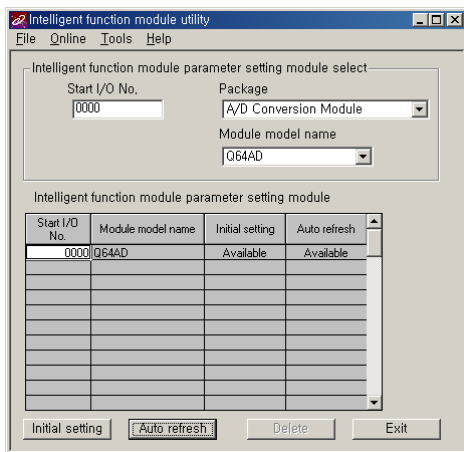 Intelligent function module utility
File Online Tools Help
Intelligent function module parameter setting module select
Start I/O No. Package
0000 A/D Conversion Module
Module model name
Q64AD
Intelligent function module parameter setting module
Start I/O No. Module model name Initial setting Auto refresh
0000 Q64AD Available Available
Initial setting Auto refresh Delete Exit